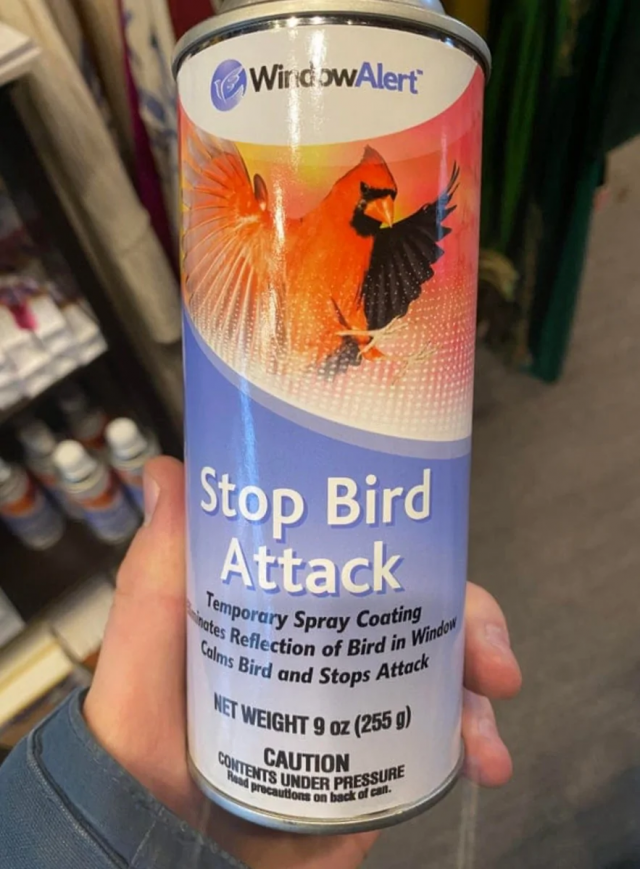 WindowAlert™
Stop Bird
Attack
Temporary Spray Coating
Reflection of Bird in Window
Calms Bird and Stops Attack
NET WEIGHT 9 oz (255 g)
CAUTION
CONTENTS UNDER PRESSURE
Read precautions on back of can.